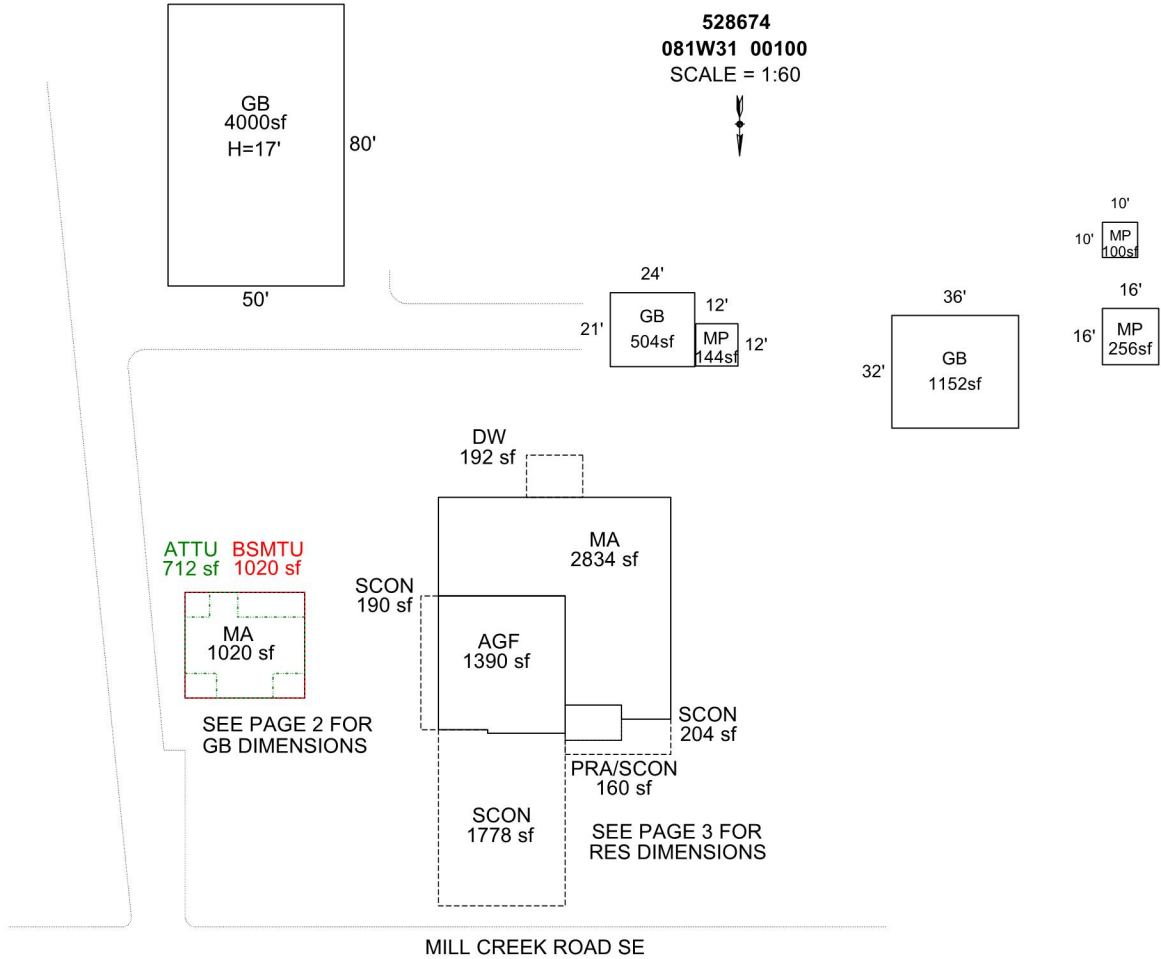 528674
081W31 00100
SCALE = 1:60
GB
4000sf
H=17'
80'
50'
10'
10'
MP
100sf
24'
21'
GB
504sf
12'
MP
144sf
12'
36'
32'
GB
1152sf
16'
16'
MP
256sf
DW
192 sf
MA
2834 sf
ATTU
712 sf
BSMTU
1020 sf
MA
1020 sf
SCON
190 sf
AGF
1390 sf
SCON
204 sf
SEE PAGE 2 FOR
GB DIMENSIONS
PRA/SCON
160 sf
SCON
1778 sf
SEE PAGE 3 FOR
RES DIMENSIONS
MILL CREEK ROAD SE